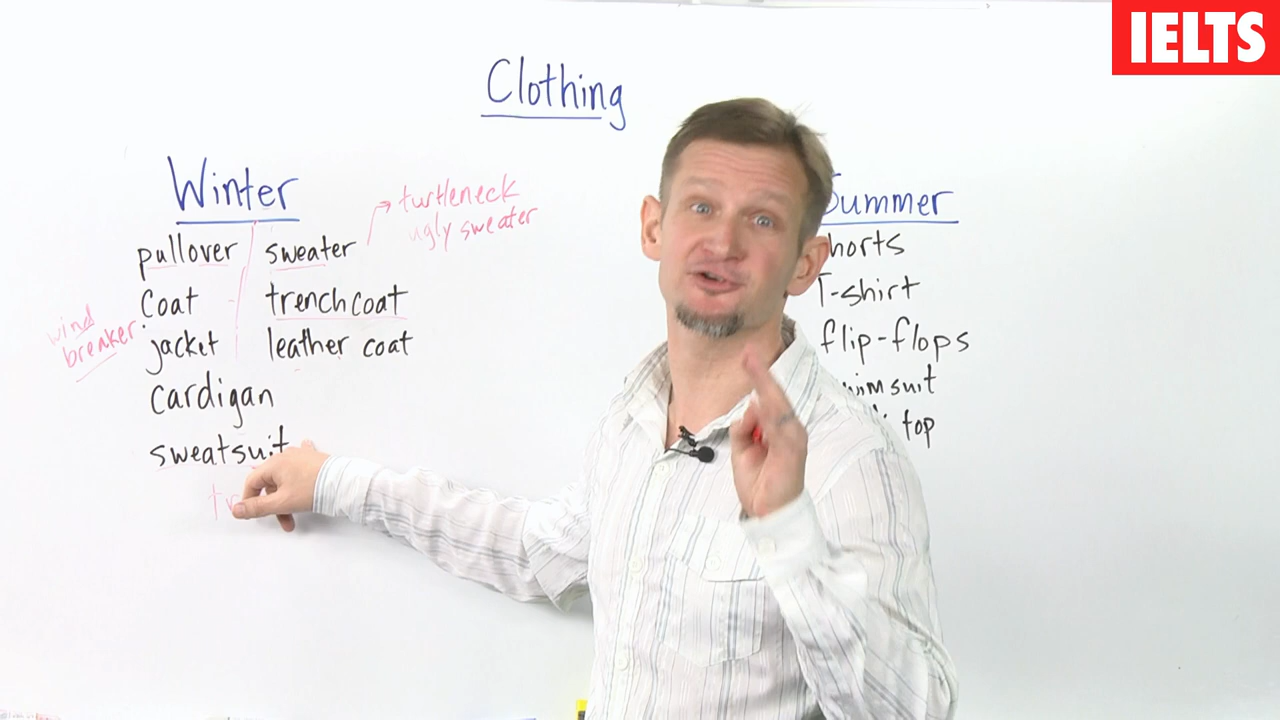 IELTS
Clothing
Winter
pullover
Coat
jacket
cardigan
sweatsuit
wind
breaker
sweater
trenchcoat
leather coat
turtleneck
ugly sweater
Summer
T-shirt
flip-flops
top